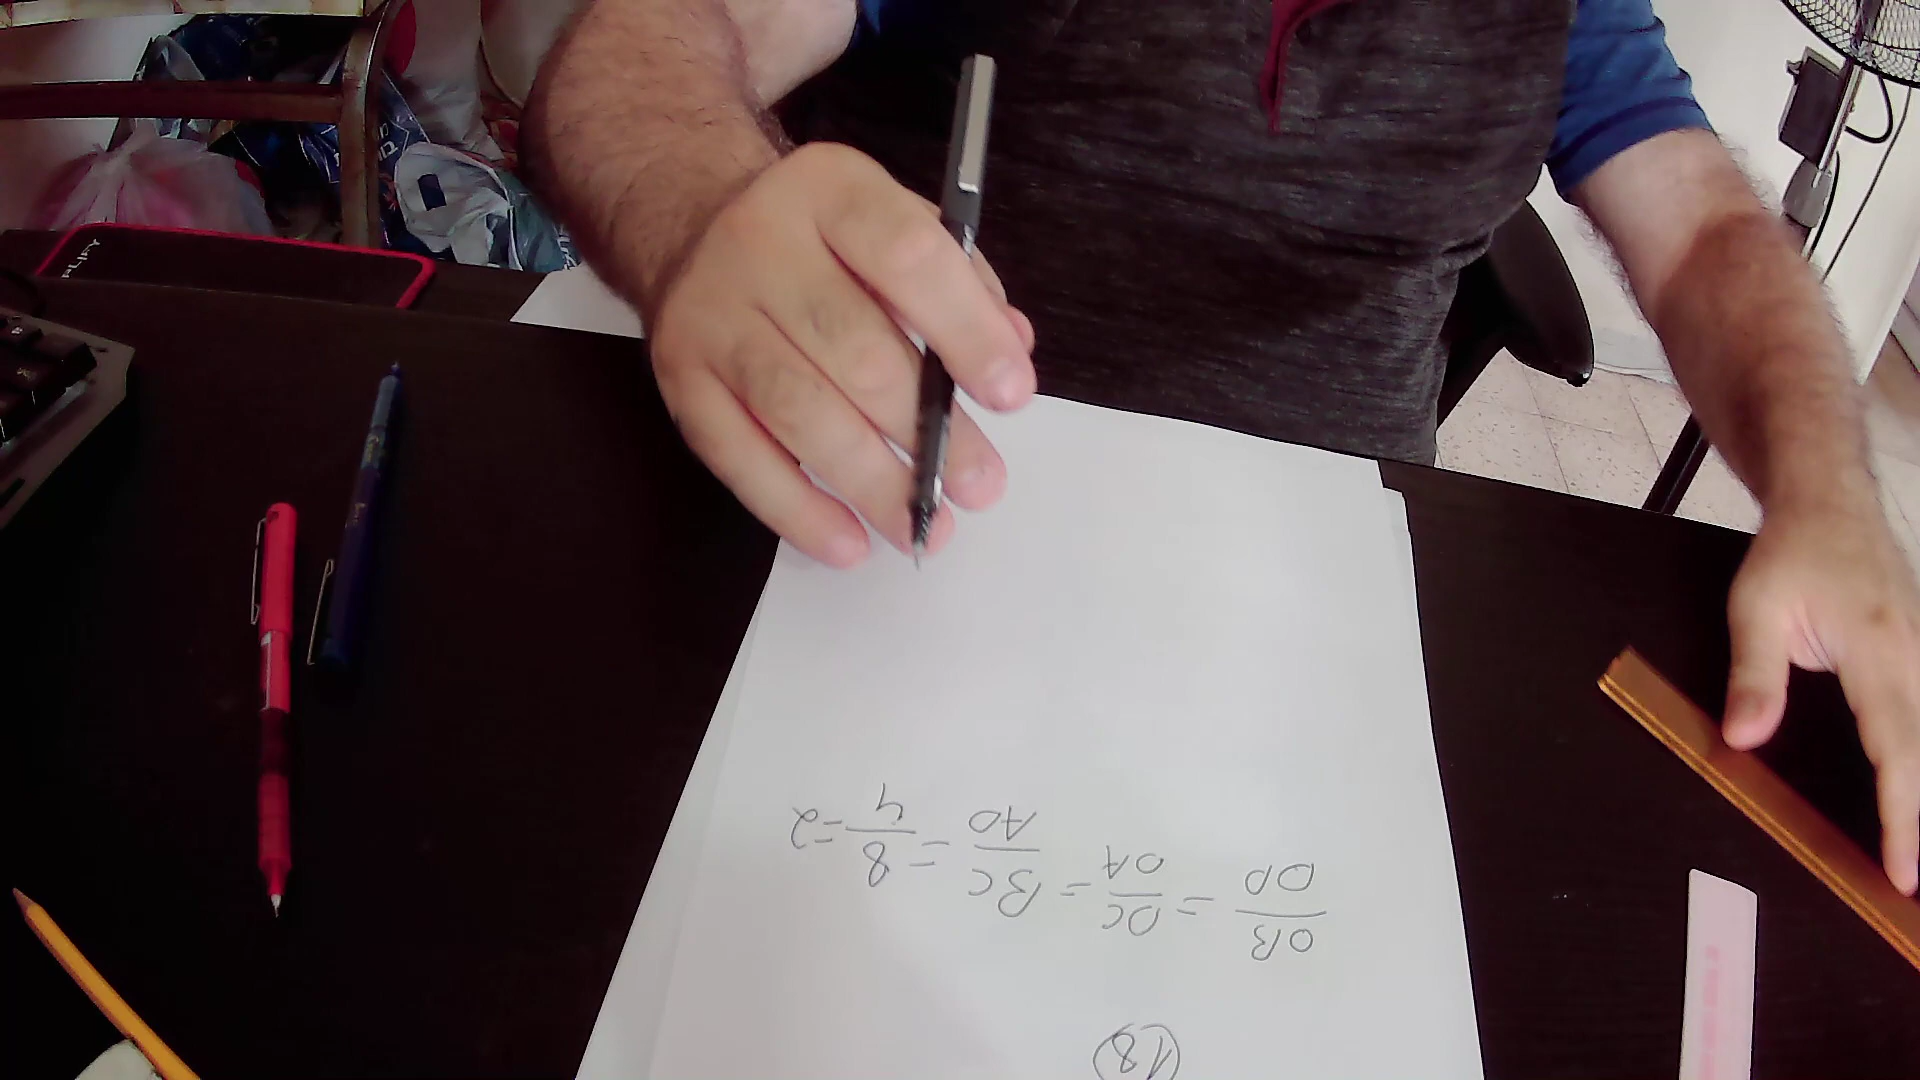 (18)
OB/OD = OC/OA = BC/AD = 8/4 = 2